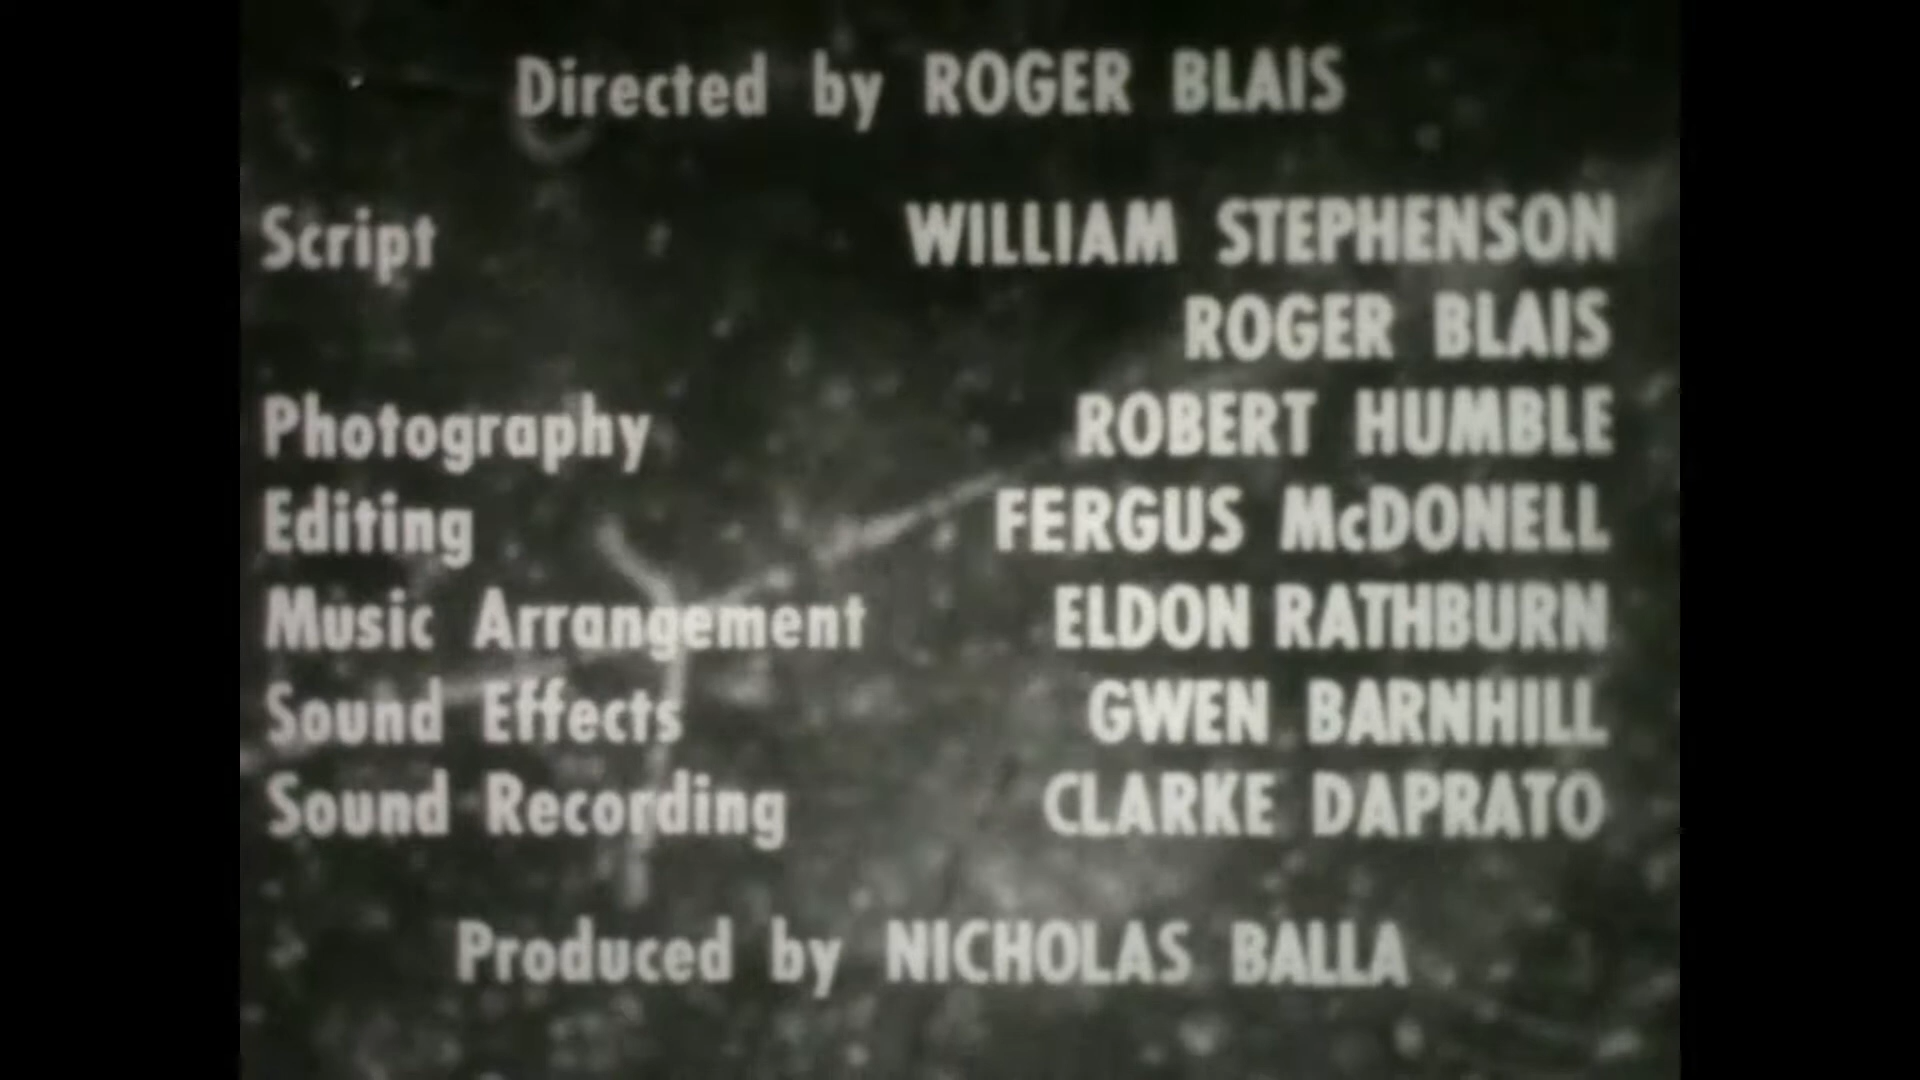 Directed by ROGER BLAIS
Script WILLIAM STEPHENSON
ROGER BLAIS
Photography ROBERT HUMBLE
Editing FERGUS McDONELL
Music Arrangement ELDON RATHBURN
Sound Effects GWEN BARNHILL
Sound Recording CLARKE DAPRATO
Produced by NICHOLAS BALLA